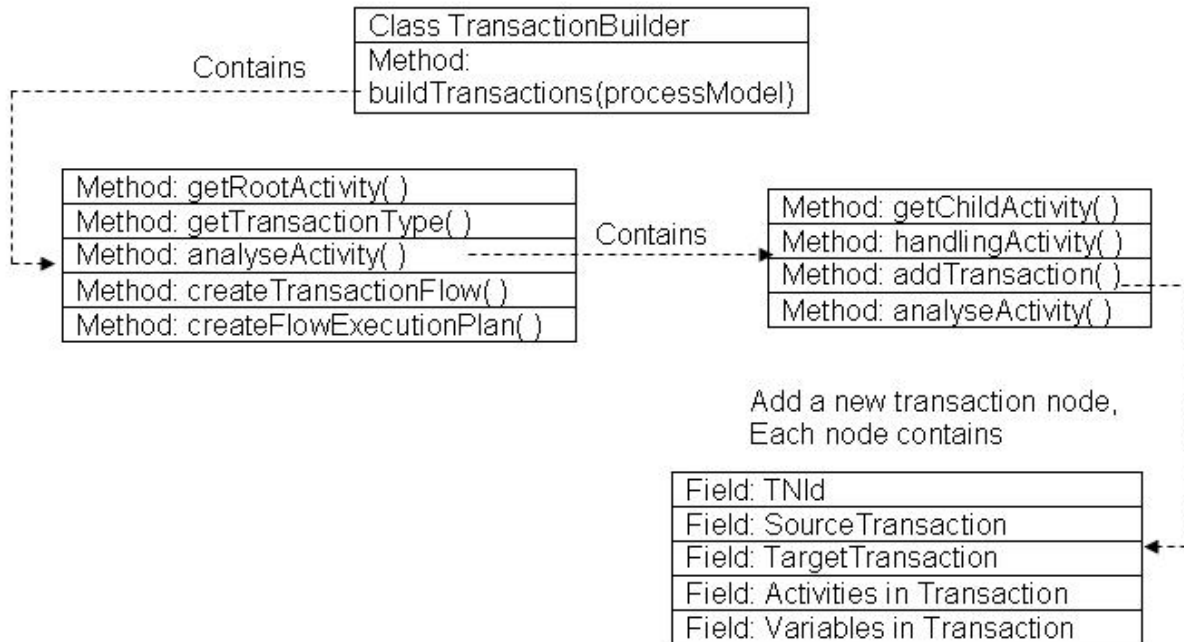 Class TransactionBuilder
Method:
buildTransactions(processModel)
Contains
Method: getRootActivity( )
Method: getTransactionType( )
Method: analyseActivity( )
Method: createTransactionFlow( )
Method: createFlowExecutionPlan( )
Contains
Method: getChildActivity( )
Method: handlingActivity( )
Method: addTransaction( )
Method: analyseActivity( )
Add a new transaction node,
Each node contains
Field: TNId
Field: SourceTransaction
Field: TargetTransaction
Field: Activities in Transaction
Field: Variables in Transaction